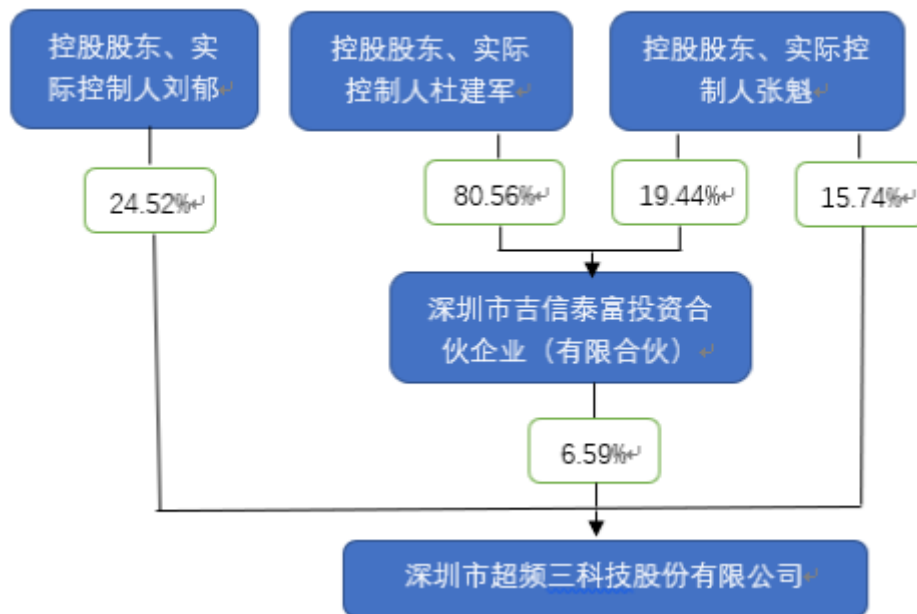 控股股东、实
际控制人刘郁
控股股东、实际
控制人杜建军
控股股东、实际控
制人张魁
24.52%
80.56%
19.44%
15.74%
深圳市吉信泰富投资合
伙企业（有限合伙）
6.59%
深圳市超频三科技股份有限公司